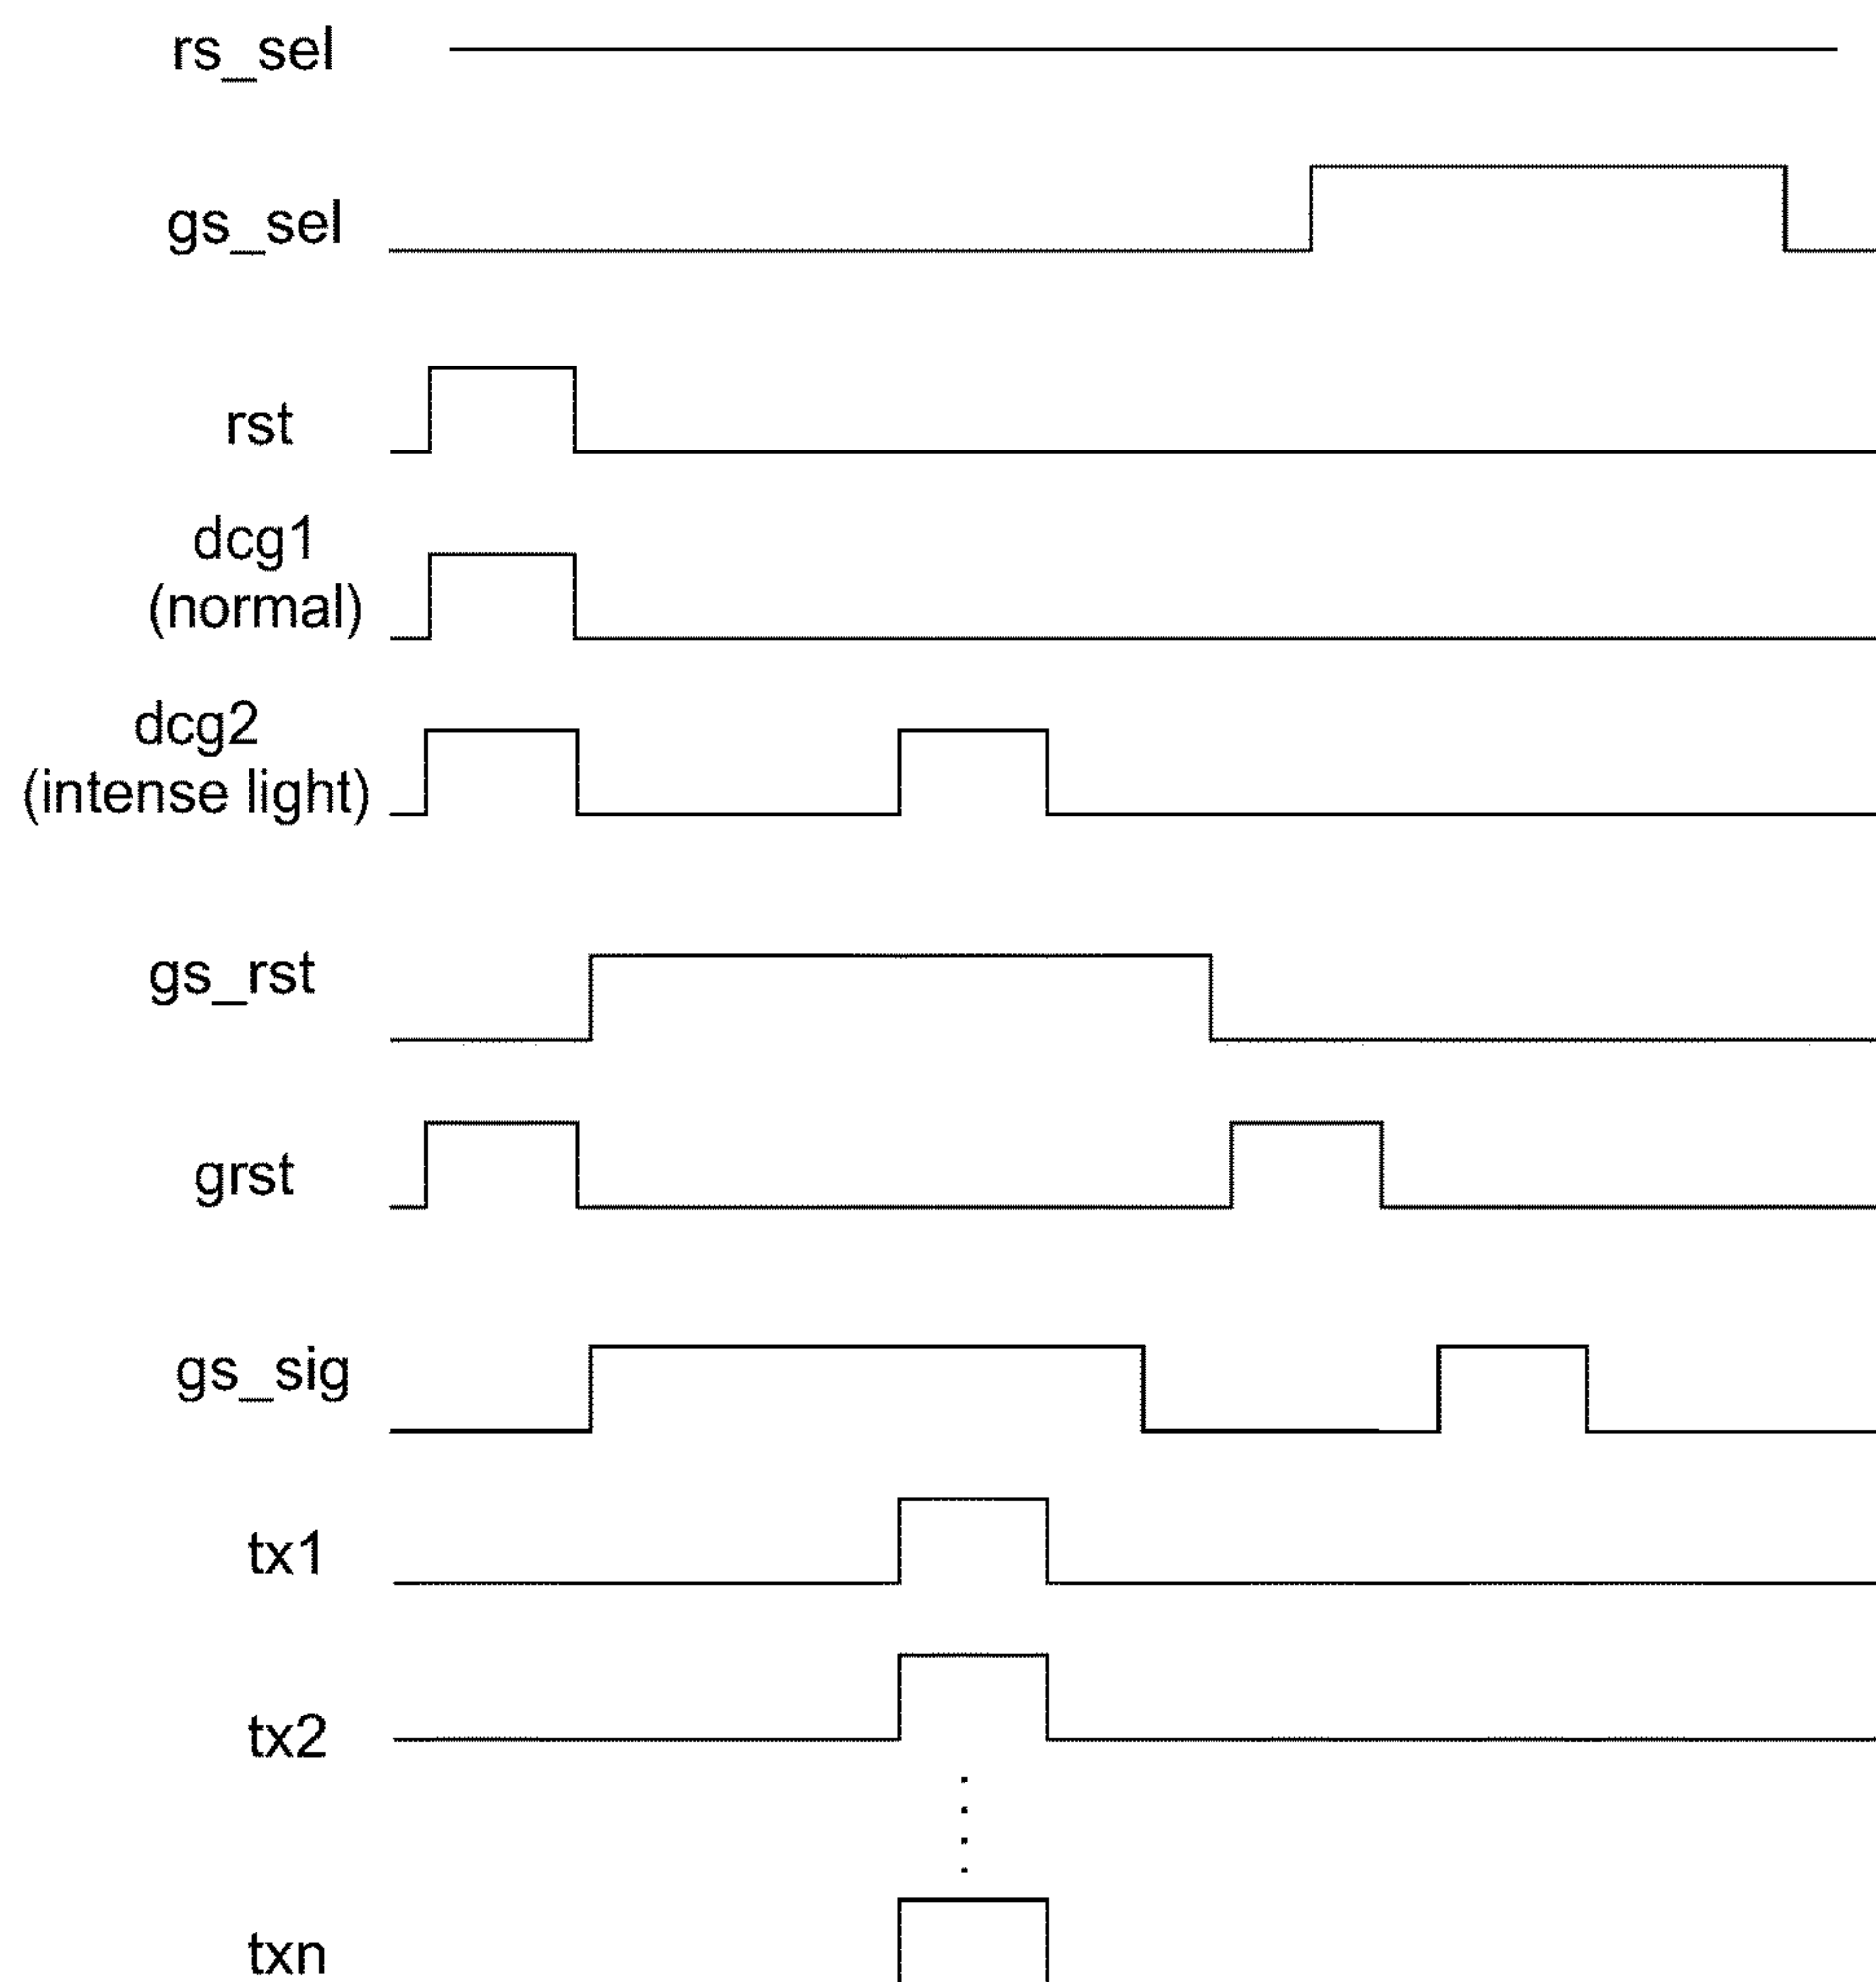 rs_sel
gs_sel
rst
dcg1
(normal)
dcg2
(intense light)
gs_rst
grst
gs_sig
tx1
tx2
txn